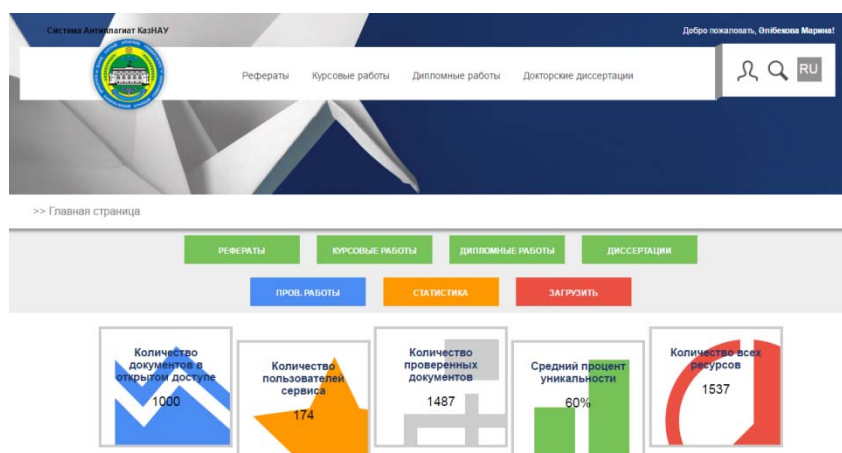 Система Антиплагиат КазНАУ
Добро пожаловать, Әлібекова Марина!
Рефераты Курсовые работы Дипломные работы Докторские диссертации
RU
>> Главная страница
РЕФЕРАТЫ КУРСОВЫЕ РАБОТЫ ДИПЛОМНЫЕ РАБОТЫ ДИССЕРТАЦИИ
ПРОВ. РАБОТЫ СТАТИСТИКА ЗАГРУЗИТЬ
Количество
документов в
открытом доступе
1000
Количество
пользователей
сервиса
174
Количество
проверенных
документов
1487
Средний процент
уникальности
60%
Количество всех
ресурсов
1537